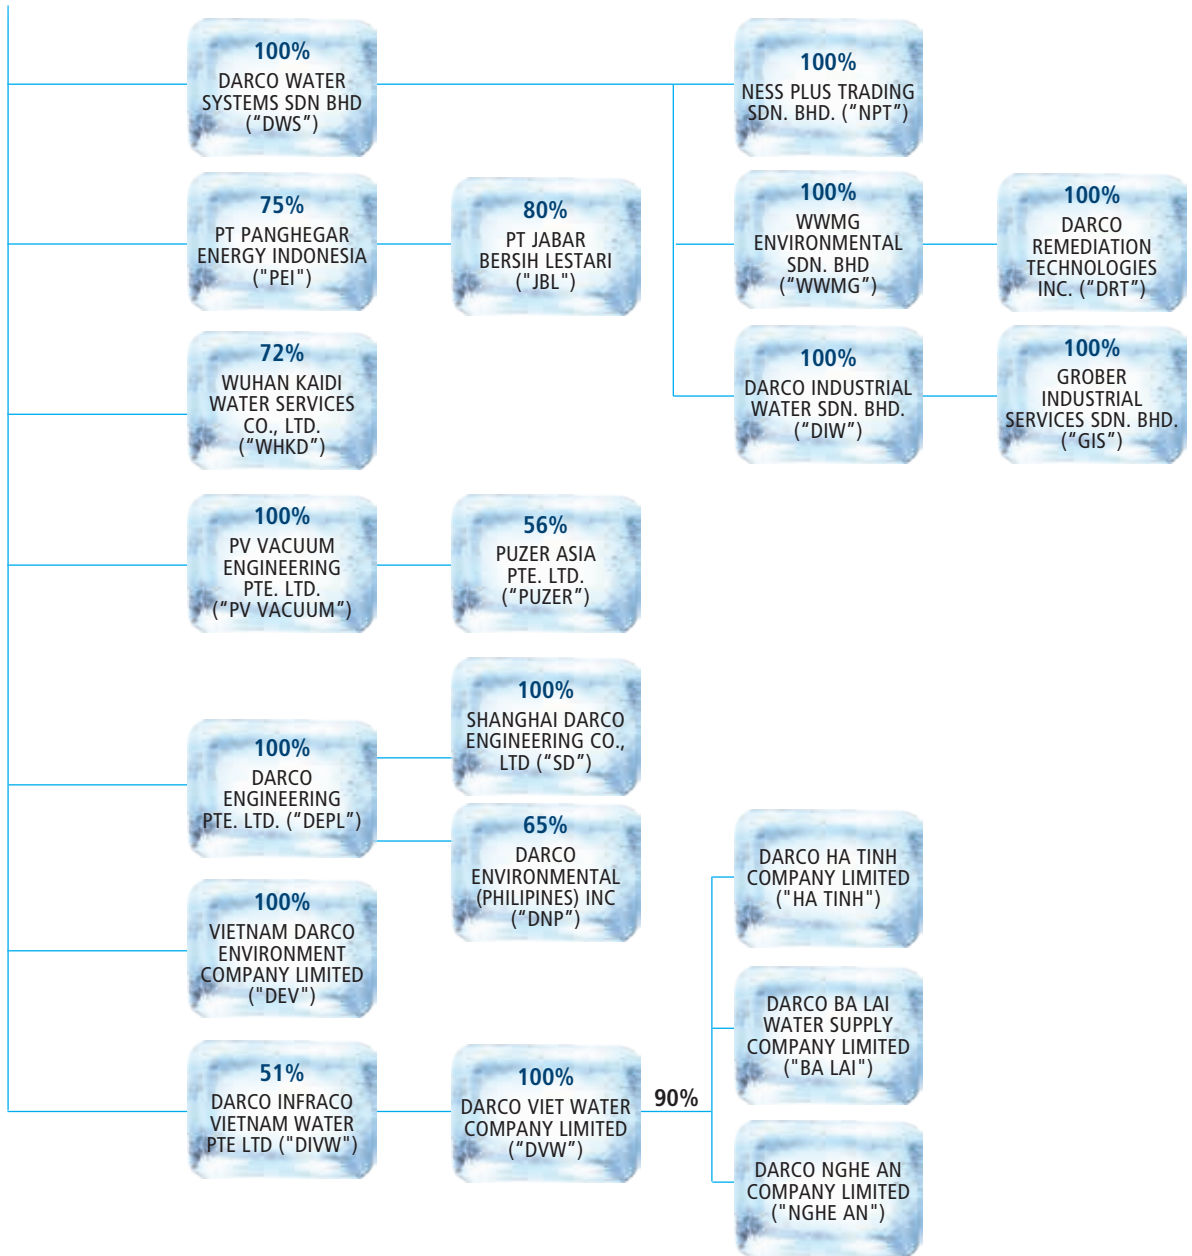 100%
DARCO WATER
SYSTEMS SDN BHD
(“DWS”)
100%
NESS PLUS TRADING
SDN. BHD. (“NPT”)
75%
PT PANGHEGAR
ENERGY INDONESIA
("PEI")
80%
PT JABAR
BERSIH LESTARI
("JBL")
100%
WWMG
ENVIRONMENTAL
SDN. BHD
(“WWMG”)
100%
DARCO
REMEDIATION
TECHNOLOGIES
INC. (“DRT”)
72%
WUHAN KAIDI
WATER SERVICES
CO., LTD.
(“WHKD”)
100%
DARCO INDUSTRIAL
WATER SDN. BHD.
(“DIW”)
100%
GROBER
INDUSTRIAL
SERVICES SDN. BHD.
(“GIS”)
100%
PV VACUUM
ENGINEERING
PTE. LTD.
(“PV VACUUM”)
56%
PUZER ASIA
PTE. LTD.
(“PUZER”)
100%
DARCO
ENGINEERING
PTE. LTD. (“DEPL”)
100%
SHANGHAI DARCO
ENGINEERING CO.,
LTD (“SD”)
65%
DARCO
ENVIRONMENTAL
(PHILIPINES) INC
(“DNP”)
100%
VIETNAM DARCO
ENVIRONMENT
COMPANY LIMITED
("DEV")
51%
DARCO INFRACO
VIETNAM WATER
PTE LTD ("DIVW")
100%
DARCO VIET WATER
COMPANY LIMITED
("DVW")
90%
DARCO HA TINH
COMPANY LIMITED
("HA TINH")
DARCO BA LAI
WATER SUPPLY
COMPANY LIMITED
("BA LAI")
DARCO NGHE AN
COMPANY LIMITED
("NGHE AN")